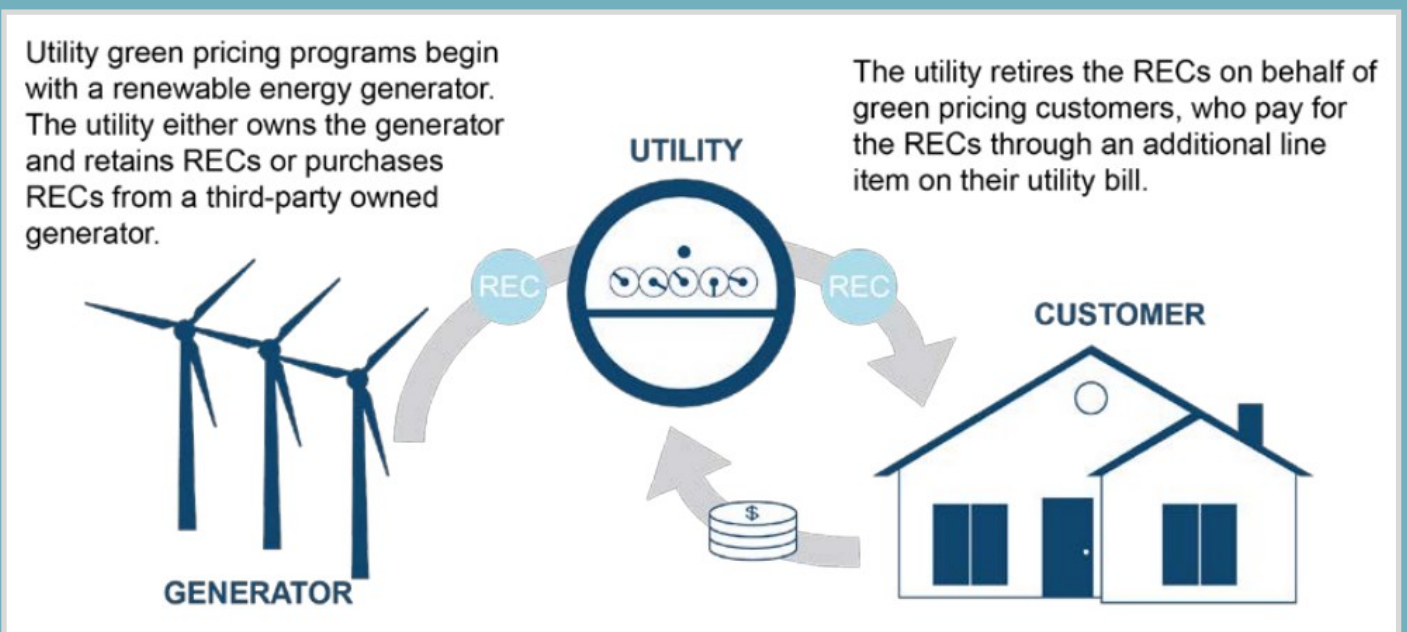 Utility green pricing programs begin
with a renewable energy generator.
The utility either owns the generator
and retains RECs or purchases
RECs from a third-party owned
generator.
The utility retires the RECs on behalf of
green pricing customers, who pay for
the RECs through an additional line
item on their utility bill.
UTILITY
REC
REC
CUSTOMER
$
GENERATOR